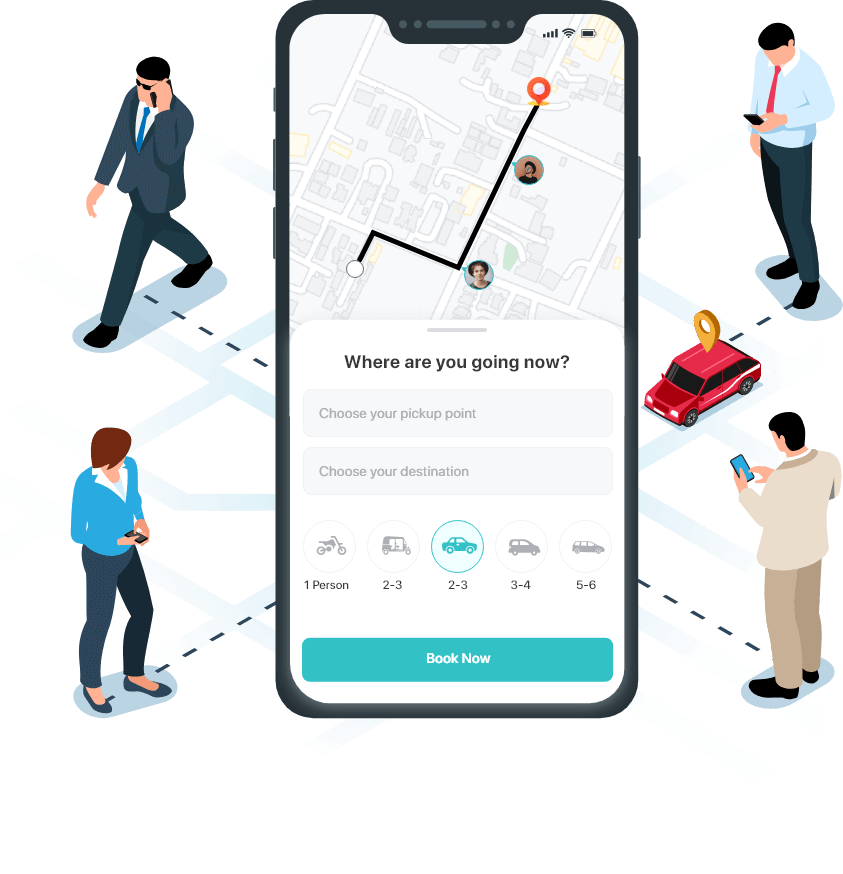 Where are you going now?
Choose your pickup point
Choose your destination
1 Person 2-3 2-3 3-4 5-6
Book Now